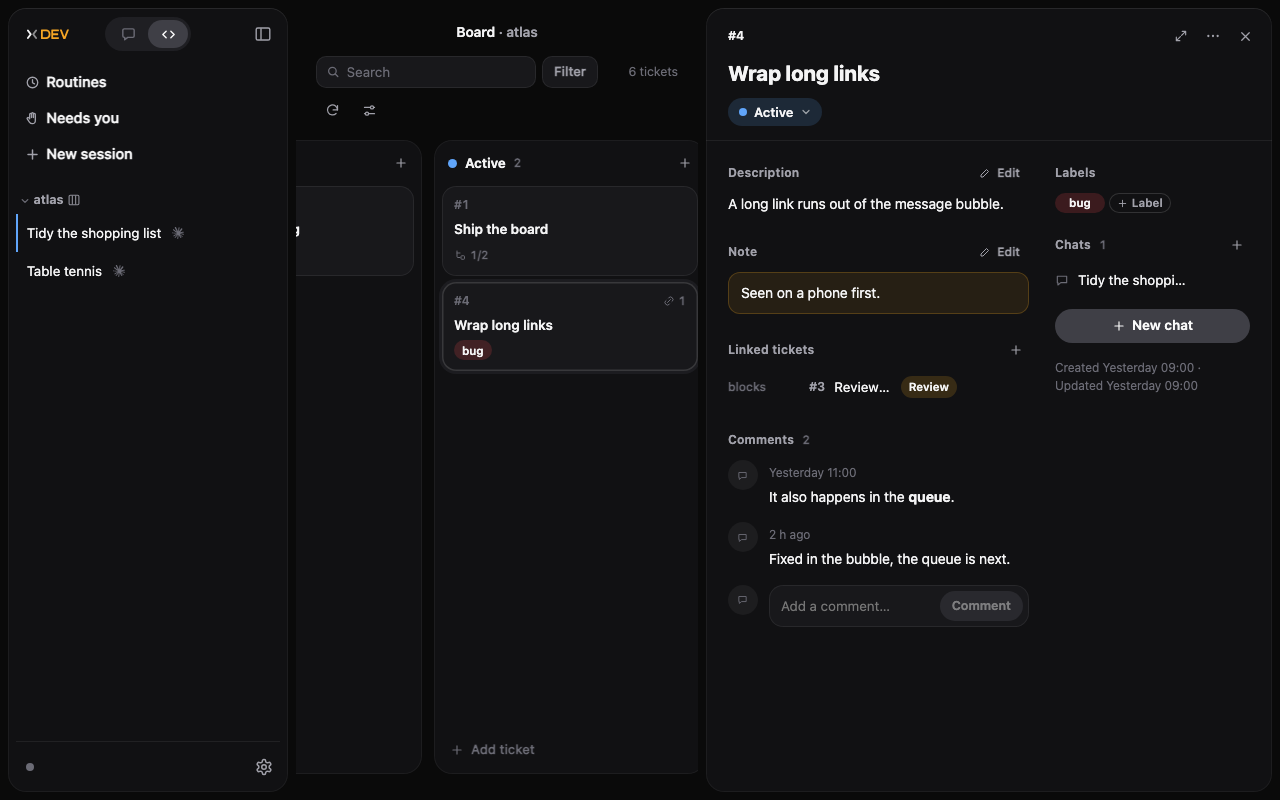 DEV
Routines
Needs you
New session
atlas
Tidy the shopping list
Table tennis
Board · atlas
Search
Filter
6 tickets
Active 2
#1
Ship the board
1/2
#4
1
Wrap long links
bug
Add ticket
#4
Wrap long links
Active
Description
Edit
A long link runs out of the message bubble.
Note
Edit
Seen on a phone first.
Linked tickets
blocks #3 Review… Review
Comments 2
Yesterday 11:00
It also happens in the queue.
2 h ago
Fixed in the bubble, the queue is next.
Add a comment…
Comment
Labels
bug
+ Label
Chats 1
Tidy the shoppi…
New chat
Created Yesterday 09:00 ·
Updated Yesterday 09:00